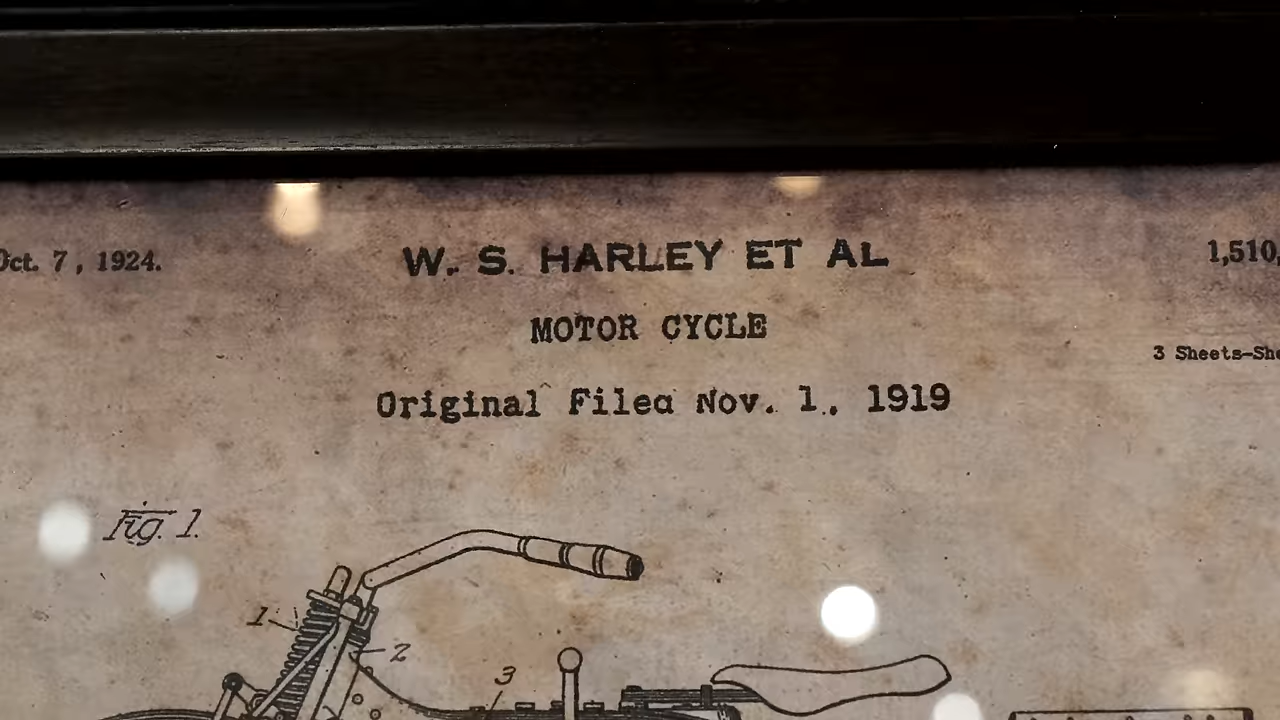 Oct. 7, 1924.
W. S. HARLEY ET AL
1,510,
MOTOR CYCLE
3 Sheets-She
Original Filed Nov. 1, 1919
Fig. 1.
1
2
3